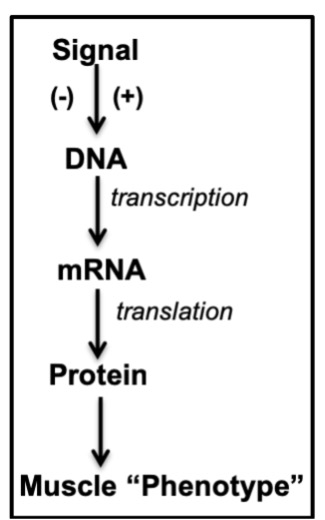 Signal
(-) (+)
DNA
transcription
mRNA
translation
Protein
Muscle “Phenotype”